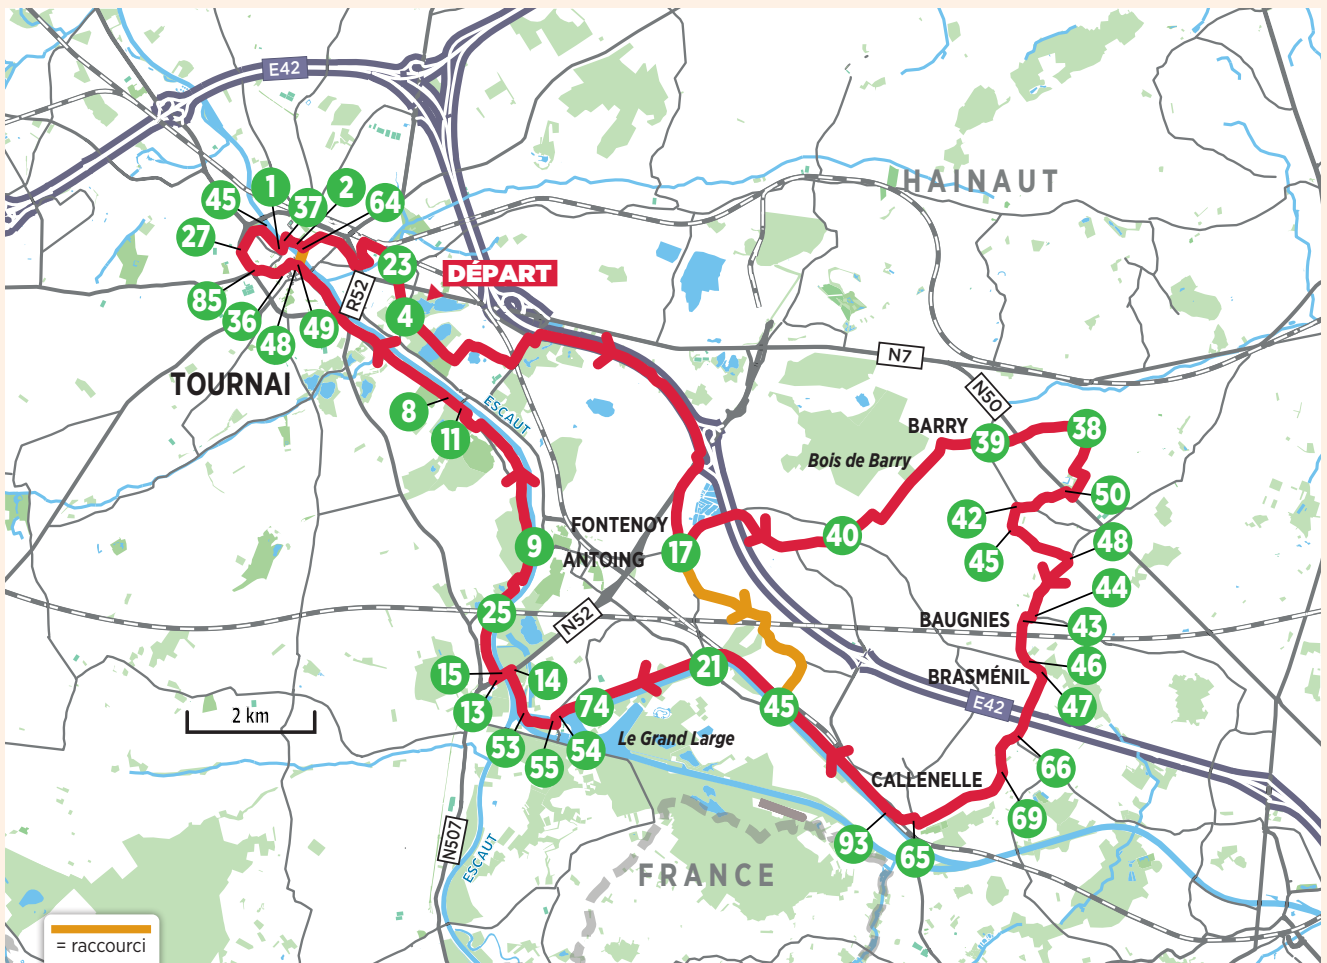 E42
HAINAUT
1
2
45
37
64
27
23
DÉPART
85
R52
4
36
49
48
N7
TOURNAI
N50
8
ESCAUT
BARRY
38
11
39
Bois de Barry
50
42
FONTENOY
40
48
9
ANTOING
17
45
44
25
N52
BAUGNIES
43
15
14
21
46
BRASMÉNIL
13
74
45
E42
47
2 km
53
54
Le Grand Large
55
66
CALLENELLE
69
N507
93
65
ESCAUT
FRANCE
= raccourci